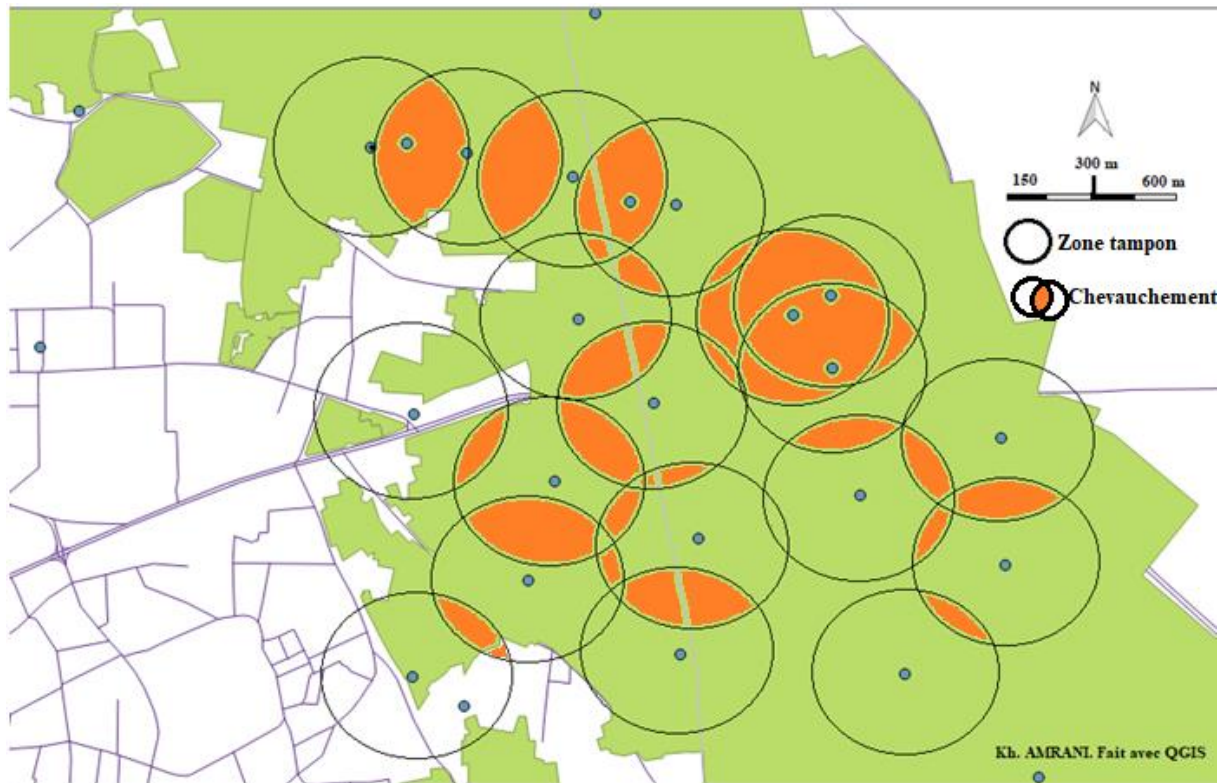 N
300 m
150 600 m
Zone tampon
Chevauchement
Kh. AMRANI. Fait avec QGIS